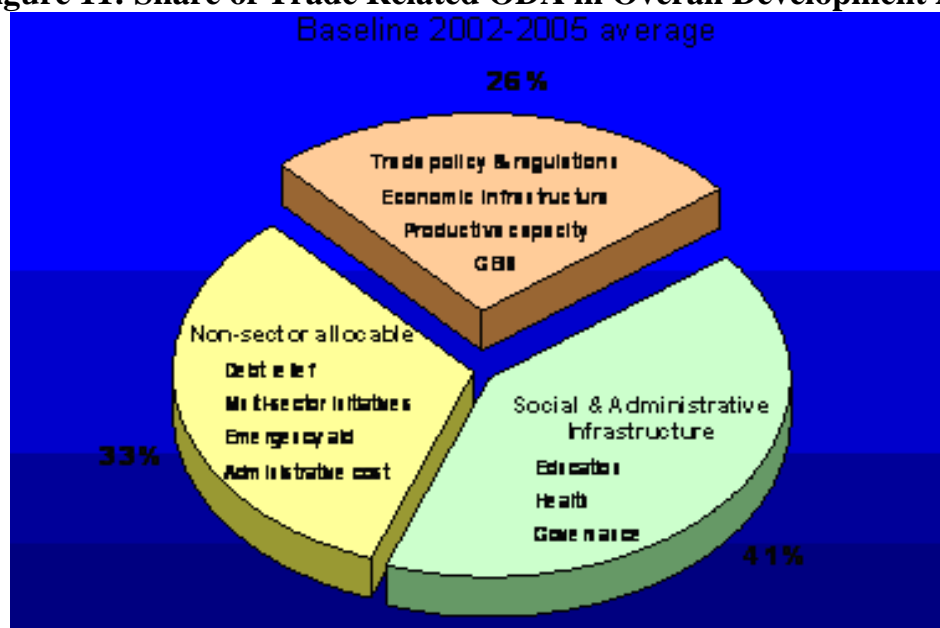 Figure 11: Share of Trade Related ODA in Overall Development
Baseline 2002-2005 average
26%
Trade policy & regulations
Economic infrastructure
Productive capacity
Non-sector allocable
Debt relief
Multi-sector initiatives
Emergency aid
Administrative cost
33%
Social & Administrative
Infrastructure
Education
Health
Governance
41%